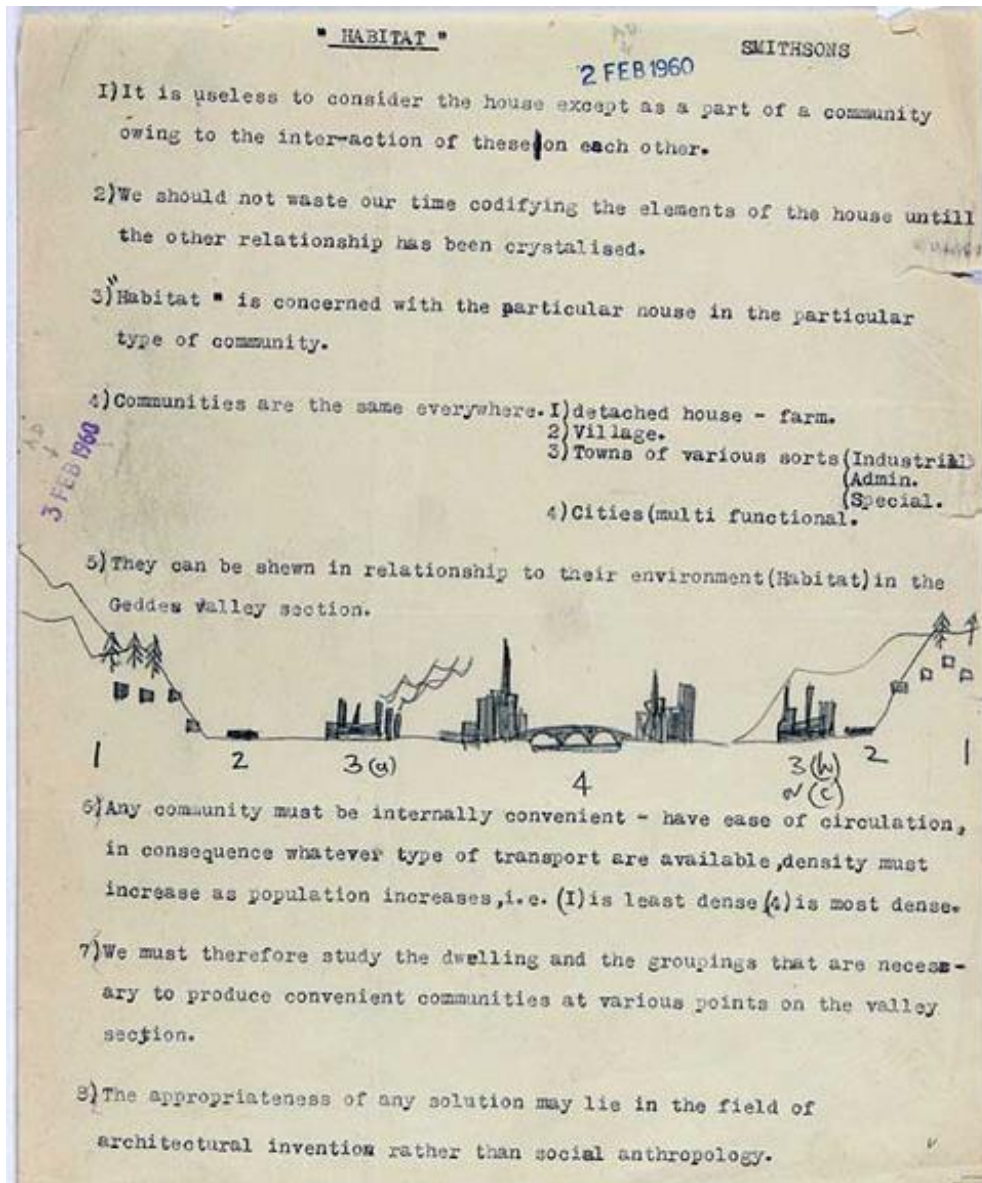 " HABITAT "
SMITHSONS
2 FEB 1960
I)It is useless to consider the house except as a part of a community
owing to the inter-action of these on each other.
2)We should not waste our time codifying the elements of the house untill
the other relationship has been crystalised.
3)"Habitat " is concerned with the particular house in the particular
type of community.
4)Communities are the same everywhere. I)detached house - farm.
2)Village.
3)Towns of various sorts(Industrial)
(Admin.
(Special.
4)Cities(multi functional.
3 FEB 1960
5)They can be shewn in relationship to their environment(Habitat)in the
Geddes Valley section.
1 2 3(a) 4 3(b) 2 1
or (c)
6)Any community must be internally convenient - have ease of circulation,
in consequence whatever type of transport are available,density must
increase as population increases,i.e. (I)is least dense (4)is most dense.
7)We must therefore study the dwelling and the groupings that are necess-
ary to produce convenient communities at various points on the valley
section.
8)The appropriateness of any solution may lie in the field of
architectural invention rather than social anthropology.